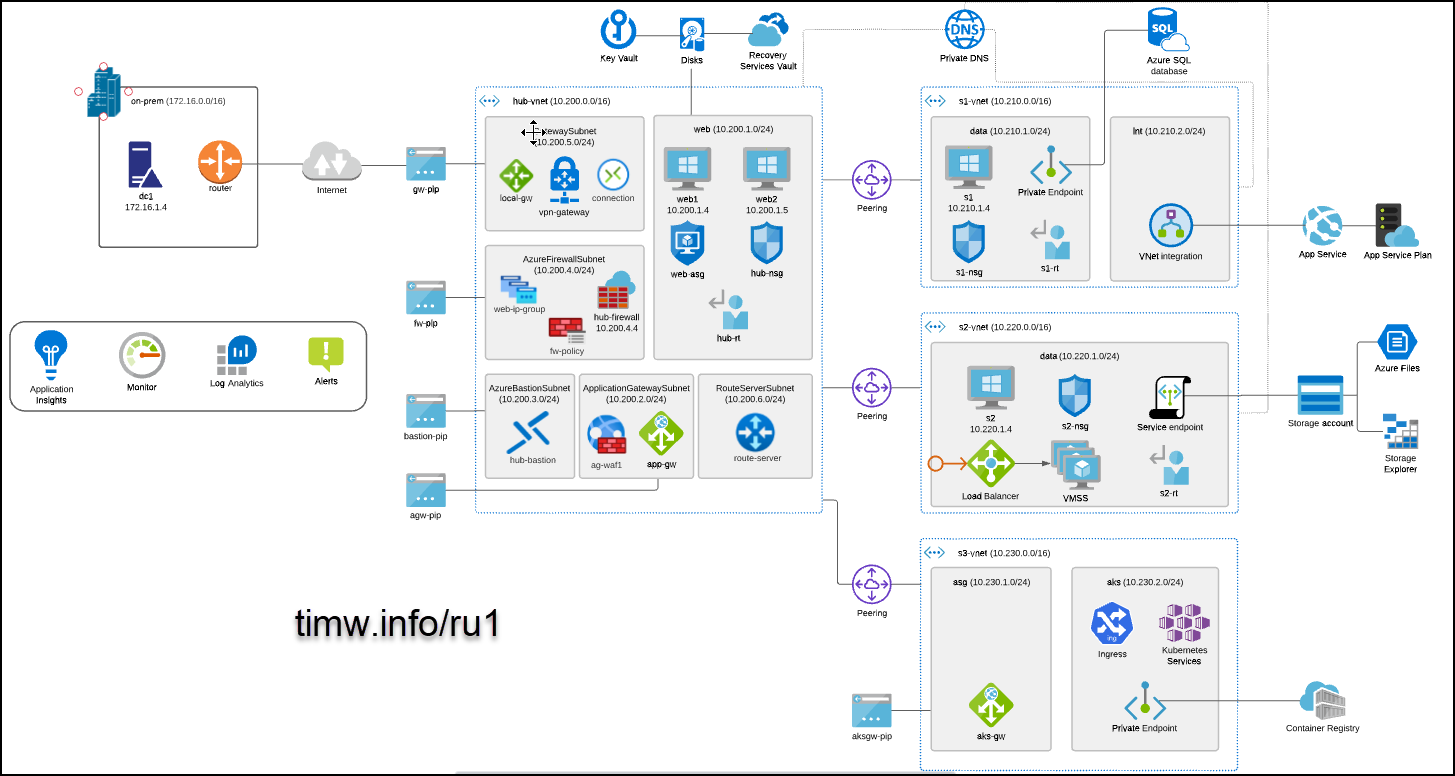 Key Vault
Disks
Recovery
Services Vault
DNS
Private DNS
SQL
Azure SQL
database
on-prem (172.16.0.0/16)
dc1
172.16.1.4
router
Internet
gw-pip
hub-vnet (10.200.0.0/16)
tewaySubnet
(10.200.5.0/24)
local-gw
vpn-gateway
connection
web (10.200.1.0/24)
web1
10.200.1.4
web2
10.200.1.5
web-asg
hub-nsg
hub-rt
fw-pip
AzureFirewallSubnet
(10.200.4.0/24)
web-ip-group
hub-firewall
10.200.4.4
fw-policy
bastion-pip
AzureBastionSubnet
(10.200.3.0/24)
hub-bastion
ApplicationGatewaySubnet
(10.200.2.0/24)
ag-waf1
app-gw
RouteServerSubnet
(10.200.6.0/24)
route-server
agw-pip
Application
Insights
Monitor
Log Analytics
Alerts
Peering
s1-vnet (10.210.0.0/16)
data (10.210.1.0/24)
s1
10.210.1.4
Private Endpoint
s1-nsg
s1-rt
Int (10.210.2.0/24)
VNet integration
App Service
App Service Plan
Peering
s2-vnet (10.220.0.0/16)
data (10.220.1.0/24)
s2
10.220.1.4
s2-nsg
Service endpoint
Load Balancer
VMSS
s2-rt
Storage account
Azure Files
Storage
Explorer
Peering
s3-vnet (10.230.0.0/16)
asg (10.230.1.0/24)
aks-gw
aksgw-pip
aks (10.230.2.0/24)
ing
Ingress
Kubernetes
Services
Private Endpoint
Container Registry
timw.info/ru1